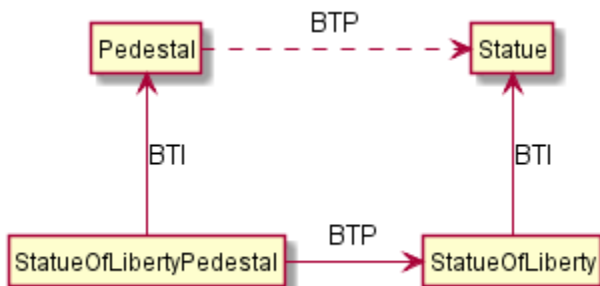 BTP
Pedestal
Statue
BTI
BTI
BTP
StatueOfLibertyPedestal
StatueOfLiberty